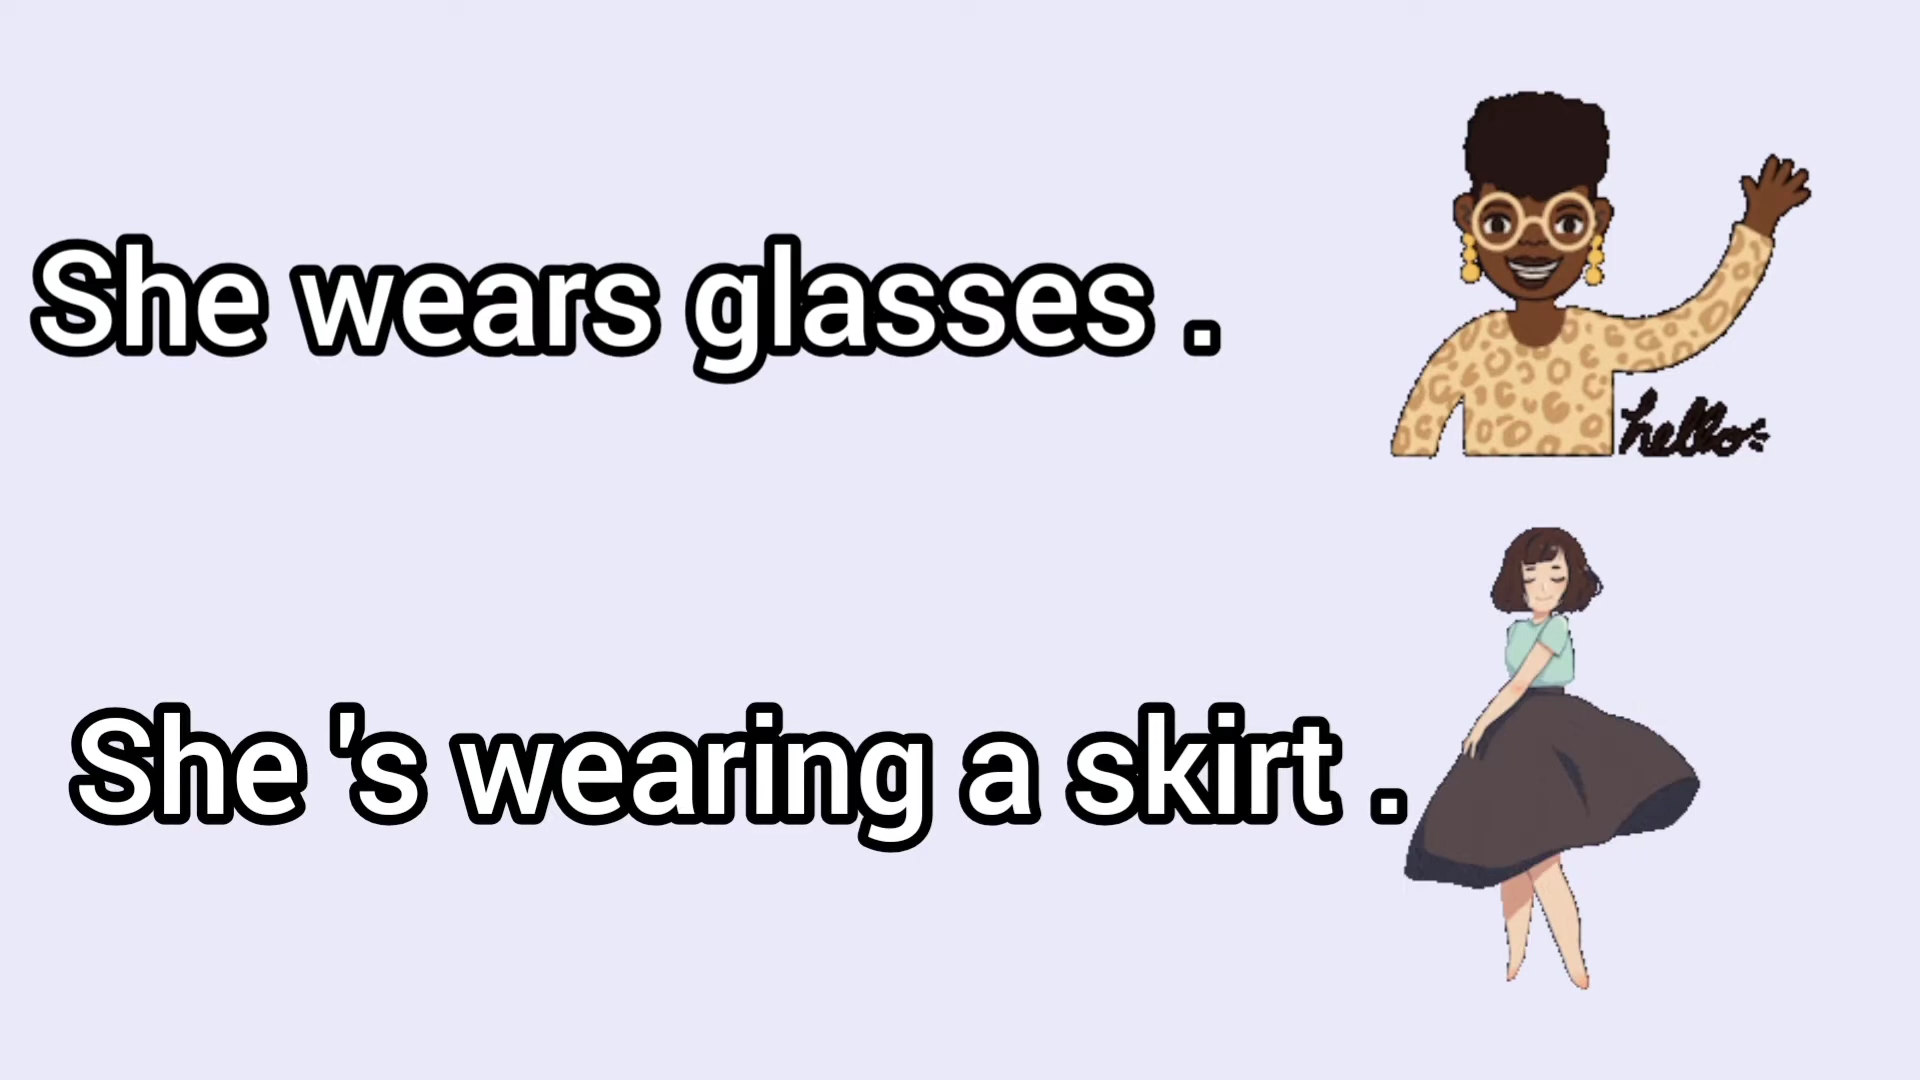 She wears glasses .
hello
She 's wearing a skirt .